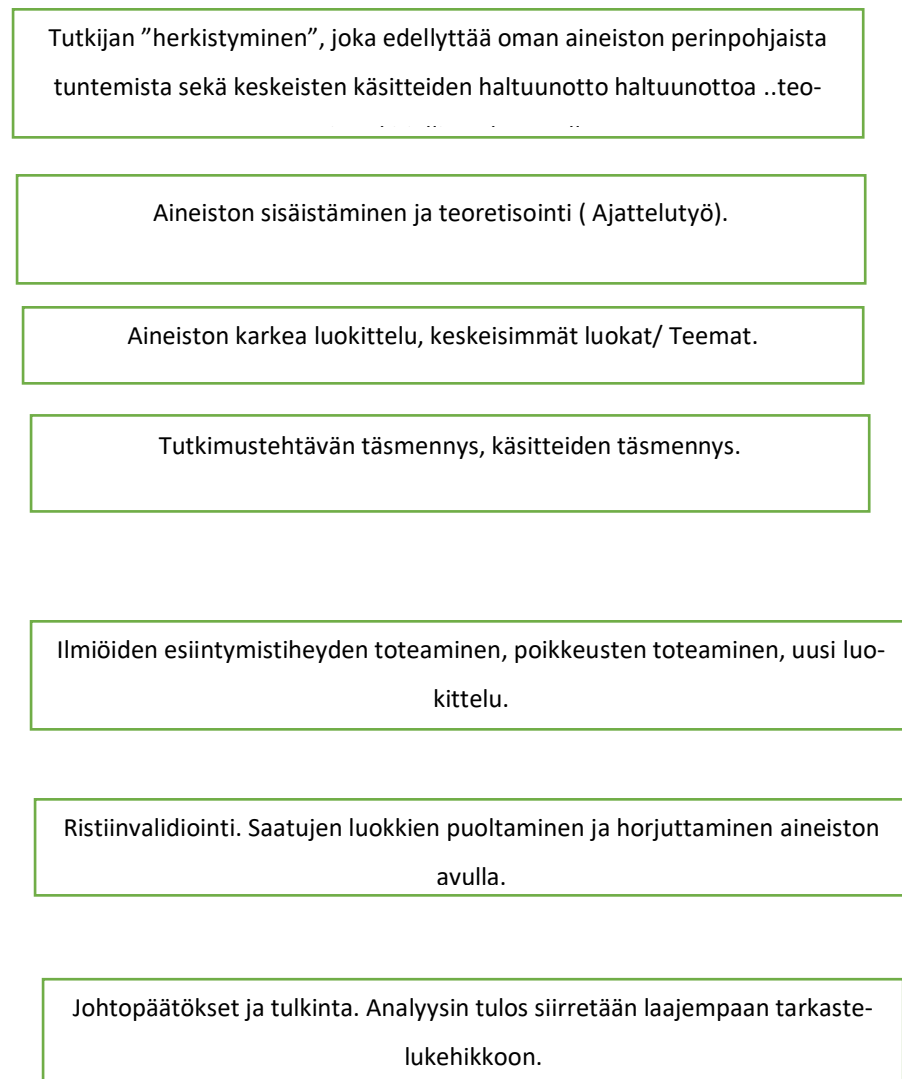 Tutkijan ”herkistyminen”, joka edellyttää oman aineiston perinpohjaista
tuntemista sekä keskeisten käsitteiden haltuunotto haltuunottoa ..teo-
Aineiston sisäistäminen ja teoretisointi ( Ajattelutyö).
Aineiston karkea luokittelu, keskeisimmät luokat/ Teemat.
Tutkimustehtävän täsmennys, käsitteiden täsmennys.
Ilmiöiden esiintymistiheyden toteaminen, poikkeusten toteaminen, uusi luo-
kittelu.
Ristiinvalidiointi. Saatujen luokkien puoltaminen ja horjuttaminen aineiston
avulla.
Johtopäätökset ja tulkinta. Analyysin tulos siirretään laajempaan tarkaste-
lukehikkoon.